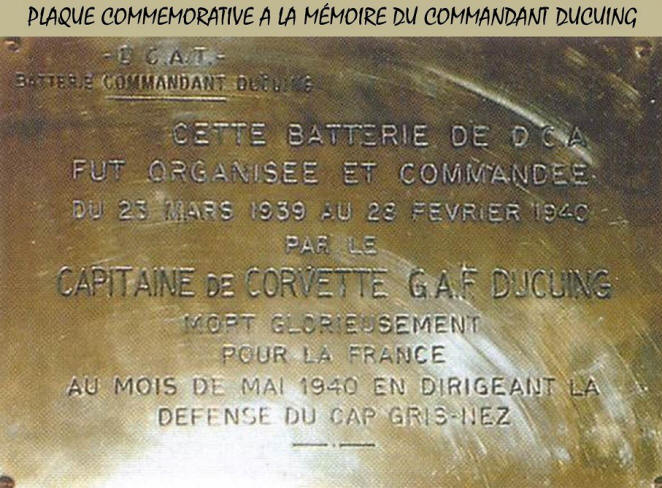 PLAQUE COMMEMORATIVE A LA MÉMOIRE DU COMMANDANT DUCUING
- D C. A. T. -
BATTERIE COMMANDANT DUCUING
CETTE BATTERIE DE D C A
FUT ORGANISEE ET COMMANDEE
DU 23 MARS 1939 AU 28 FEVRIER 1940
PAR LE
CAPITAINE DE CORVETTE G.A.F. DUCUING
MORT GLORIEUSEMENT
POUR LA FRANCE
AU MOIS DE MAI 1940 EN DIRIGEANT LA
DEFENSE DU CAP GRIS-NEZ